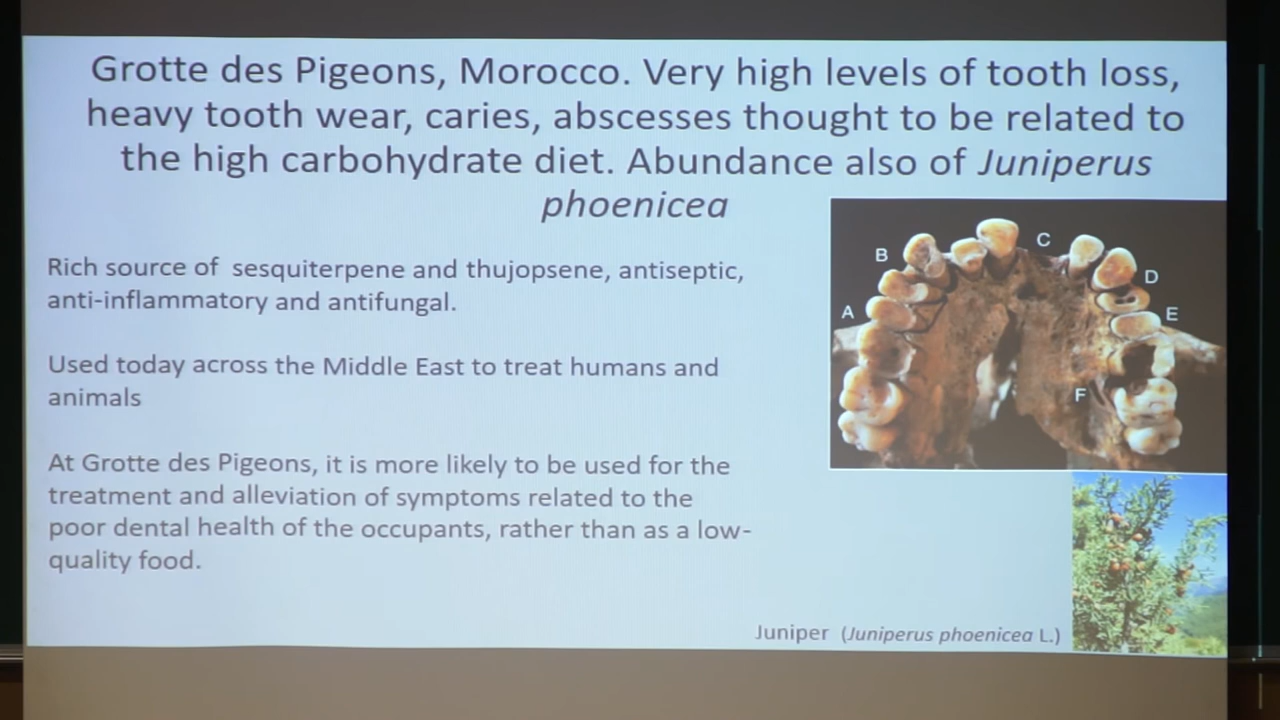 Grotte des Pigeons, Morocco. Very high levels of tooth loss,
heavy tooth wear, caries, abscesses thought to be related to
the high carbohydrate diet. Abundance also of Juniperus
phoenicea
Rich source of sesquiterpene and thujopsene, antiseptic,
anti-inflammatory and antifungal.
Used today across the Middle East to treat humans and
animals
At Grotte des Pigeons, it is more likely to be used for the
treatment and alleviation of symptoms related to the
poor dental health of the occupants, rather than as a low-
quality food.
A
B
C
D
E
F
Juniper (Juniperus phoenicea L.)